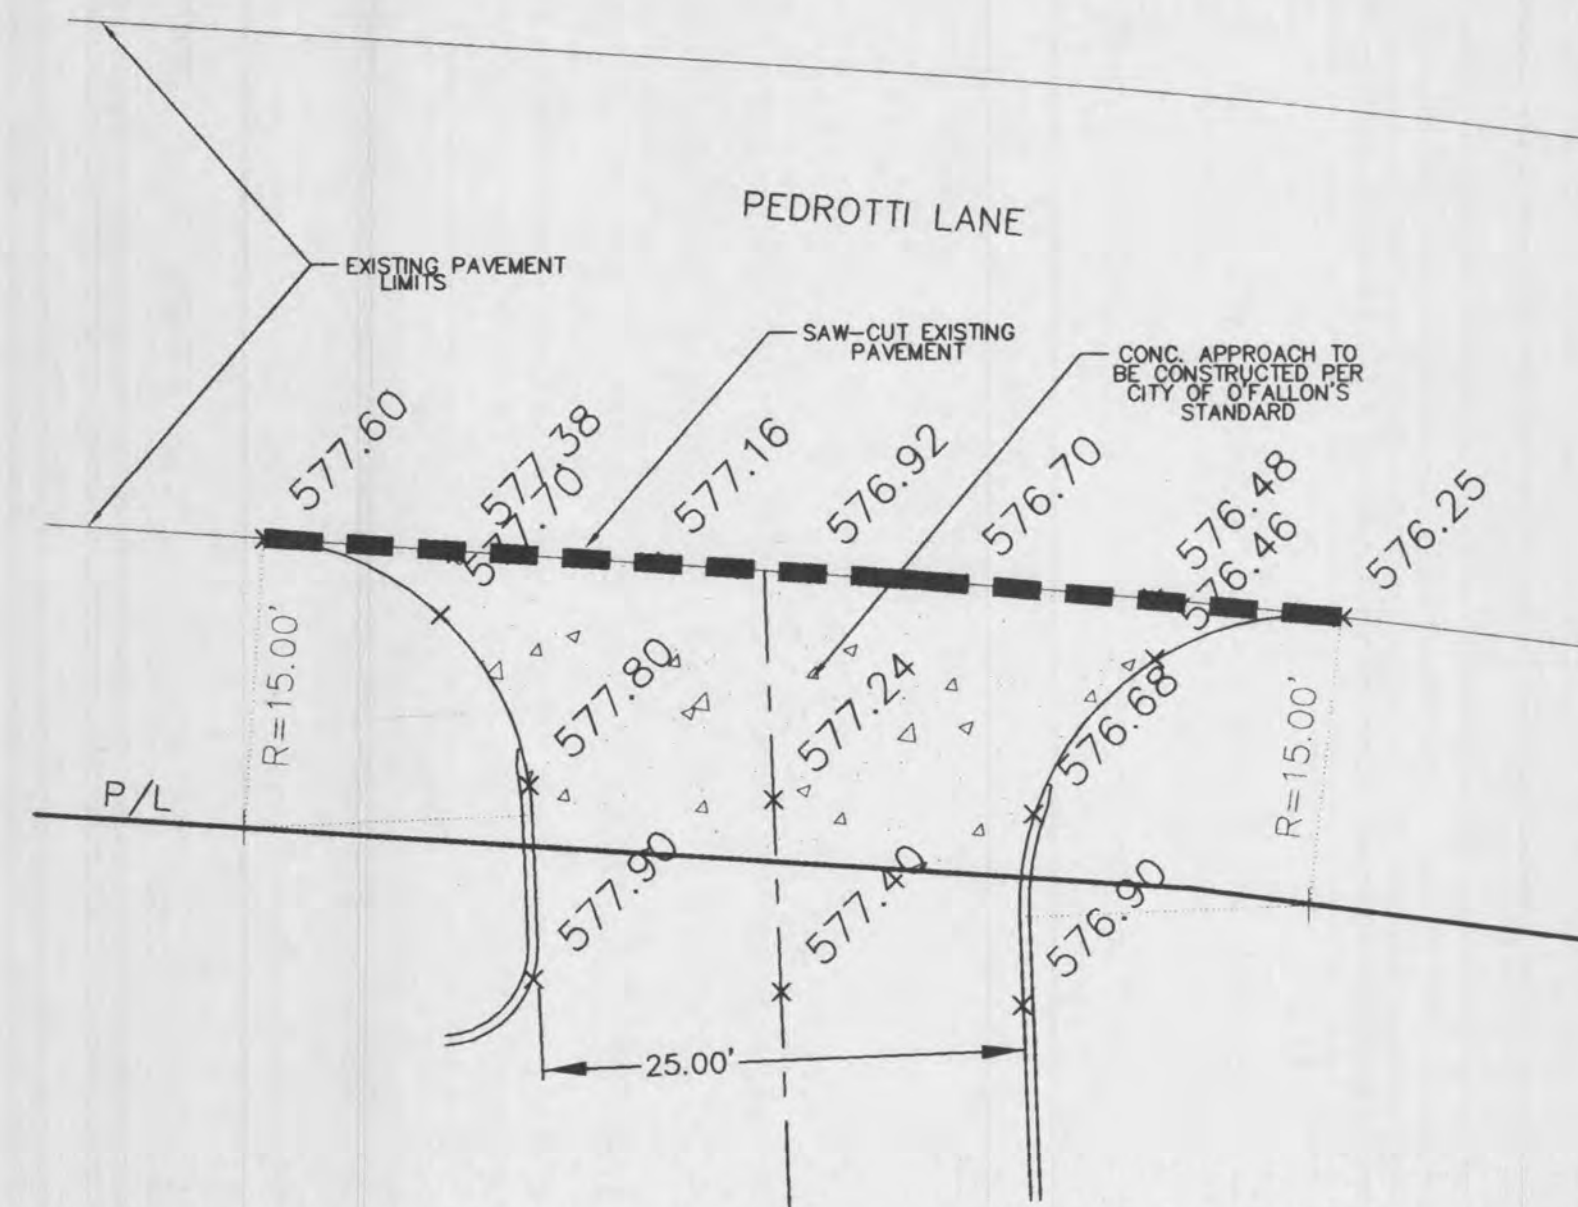 PEDROTTI LANE
EXISTING PAVEMENT
LIMITS
SAW-CUT EXISTING
PAVEMENT
CONC. APPROACH TO
BE CONSTRUCTED PER
CITY OF O'FALLON'S
STANDARD
577.60
577.38
577.70
577.16
576.92
576.70
576.48
576.46
576.25
R=15.00'
577.80
577.24
576.68
R=15.00'
P/L
577.90
577.40
576.90
25.00'